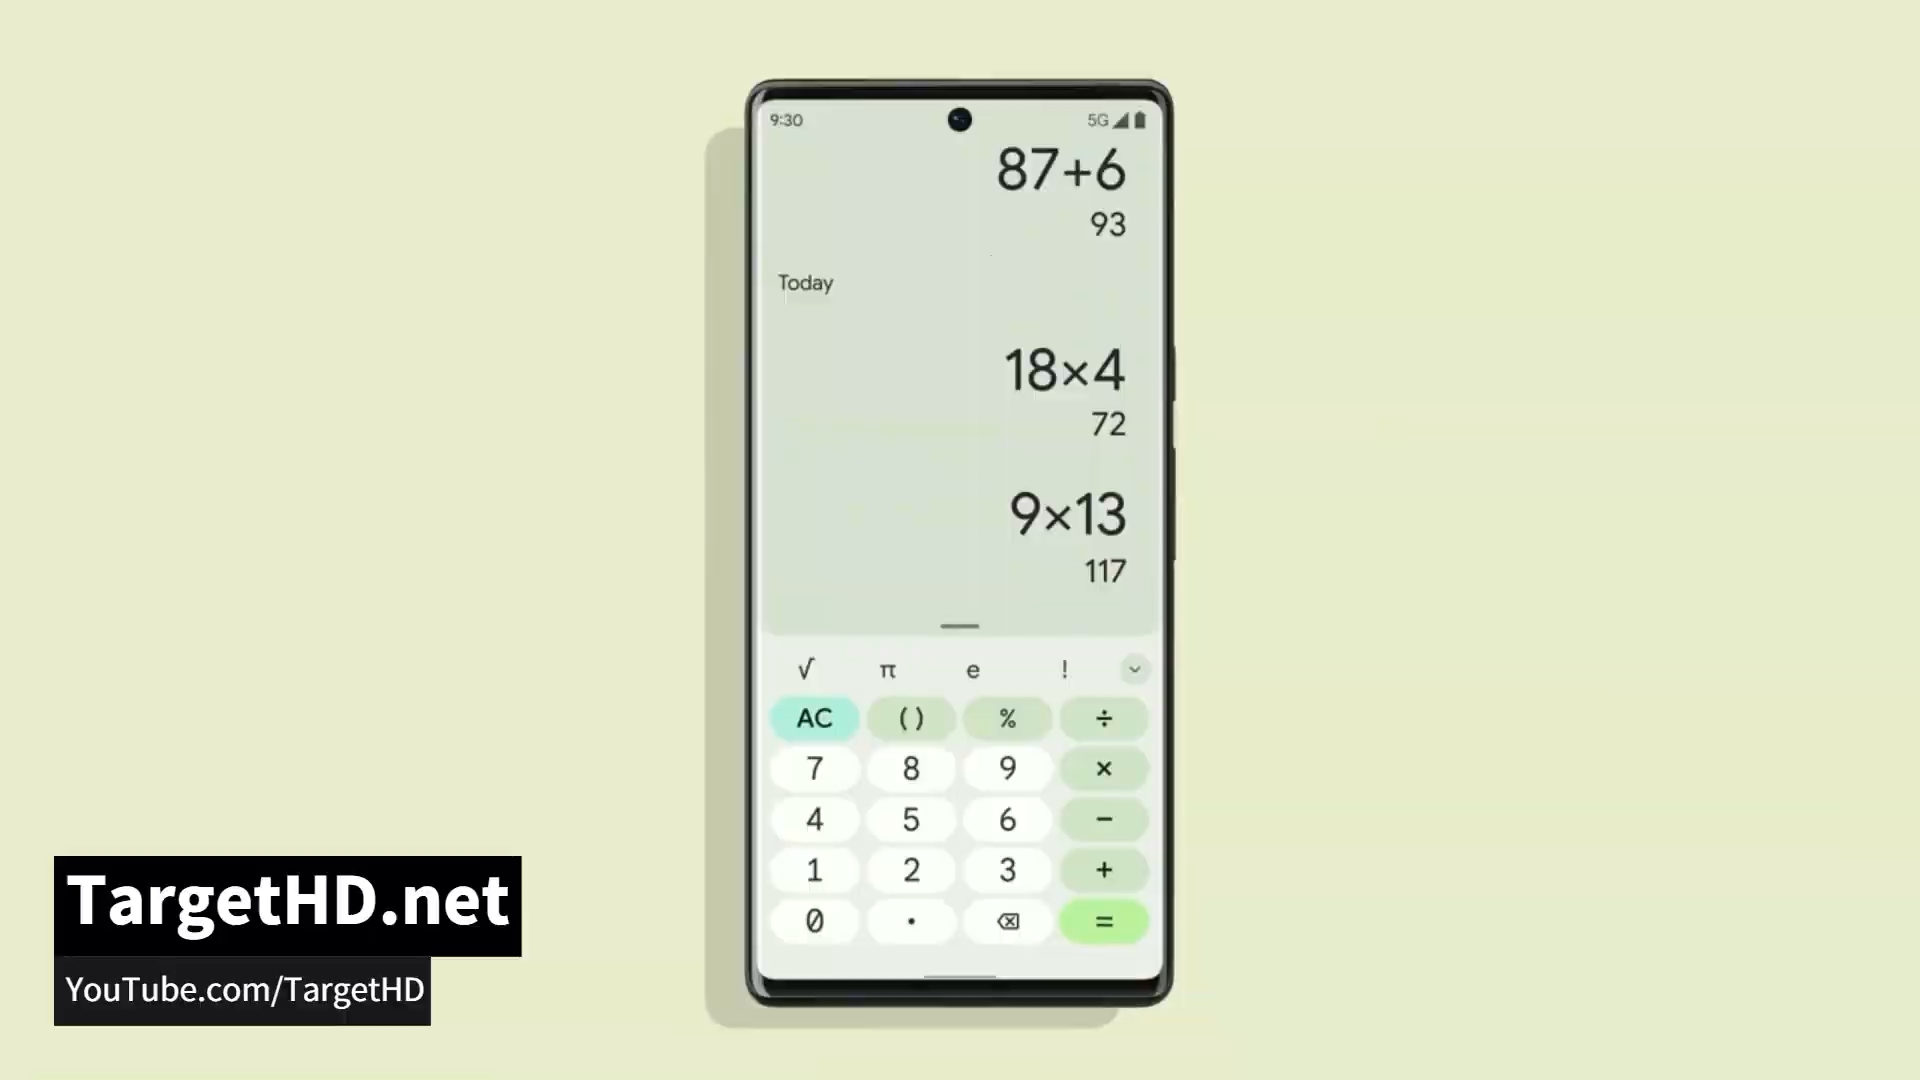 9:30 5G
87+6
93
Today
18×4
72
9×13
117
√ π e !
AC ( ) % ÷
7 8 9 ×
4 5 6 −
1 2 3 +
0 . =
TargetHD.net
YouTube.com/TargetHD